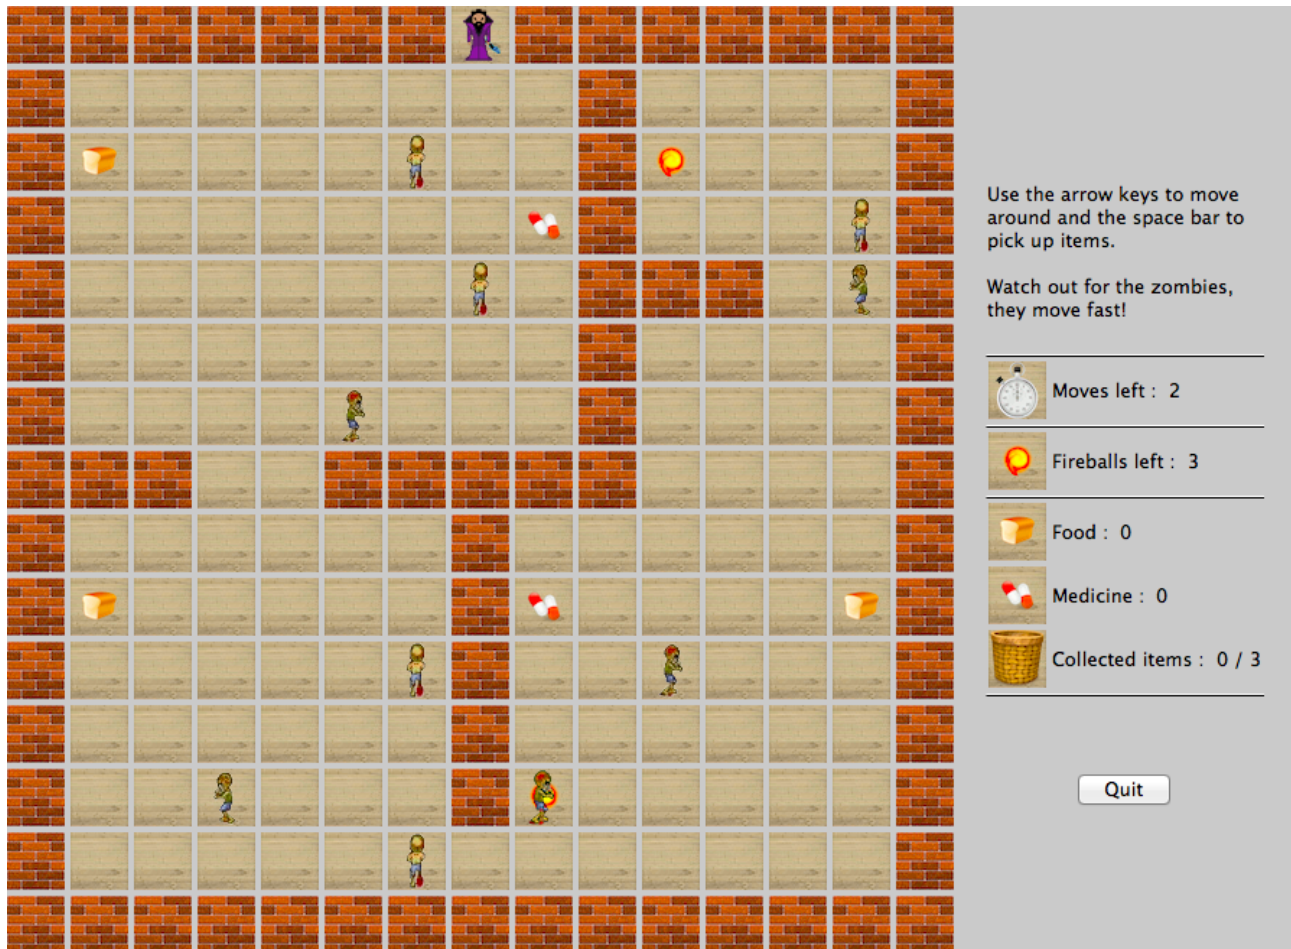 Use the arrow keys to move
around and the space bar to
pick up items.
Watch out for the zombies,
they move fast!
Moves left : 2
Fireballs left : 3
Food : 0
Medicine : 0
Collected items : 0 / 3
Quit